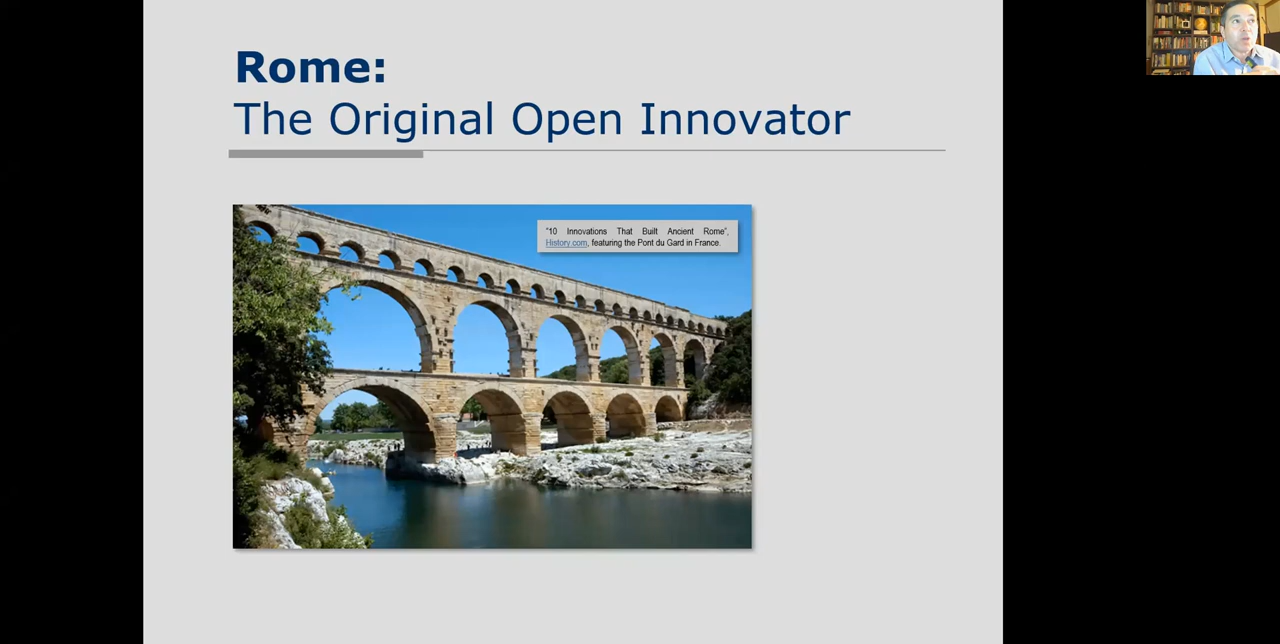 Rome:
The Original Open Innovator
"10 Innovations That Built Ancient Rome",
History.com, featuring the Pont du Gard in France.